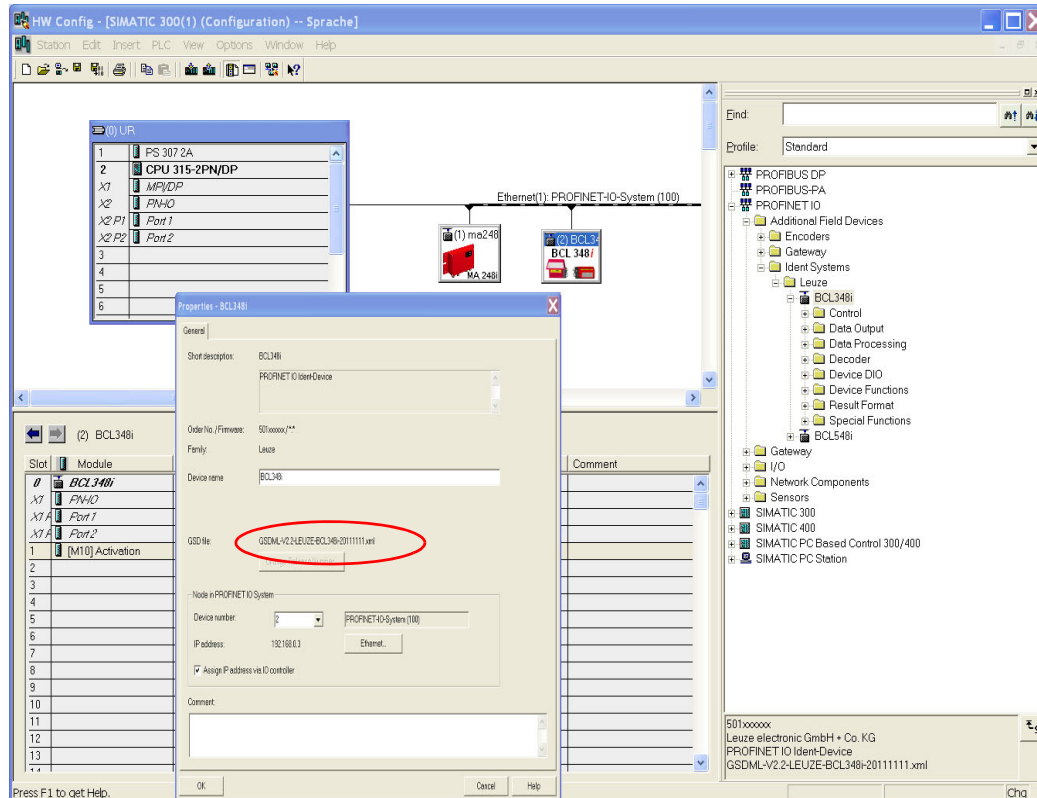 HW Config - [SIMATIC 300(1) (Configuration) -- Sprache]
Station Edit Insert PLC View Options Window Help
(0) UR
1 PS 307 2A
2 CPU 315-2PN/DP
X1 MPI/DP
X2 PN-IO
X2 P1 Port 1
X2 P2 Port 2
3
4
5
6
Ethernet(1): PROFINET-IO-System (100)
(1) ma248
MA 248i
(2) BCL34
BCL 348i
Find:
Profile: Standard
PROFIBUS DP
PROFIBUS-PA
PROFINET IO
Additional Field Devices
Encoders
Gateway
Ident Systems
Leuze
BCL348i
Control
Data Output
Data Processing
Decoder
Device DIO
Device Functions
Result Format
Special Functions
BCL548i
Gateway
I/O
Network Components
Sensors
SIMATIC 300
SIMATIC 400
SIMATIC PC Based Control 300/400
SIMATIC PC Station
501xxxxx
Leuze electronic GmbH + Co. KG
PROFINET IO Ident-Device
GSDML-V2.2-LEUZE-BCL348i-20111111.xml
(2) BCL348i
Slot Module Comment
0 BCL348i
X1 PN-IO
X1 P Port 1
X1 P Port 2
1 [M10] Activation
2
3
4
5
6
7
8
9
10
11
12
13
14
Properties - BCL348i
General
Short description: BCL348i
PROFINET IO Ident-Device
Order No./Firmware: 501xxxxx/**
Family: Leuze
Device name BCL348i
GSD file: GSDML-V2.2-LEUZE-BCL348i-20111111.xml
Node in PROFINET IO System
Device number: 2 PROFINET-IO-System (100)
IP address: 192.168.0.3 Ethernet...
Assign IP address via IO controller
Comment:
OK Cancel Help
Press F1 to get Help.
Chg